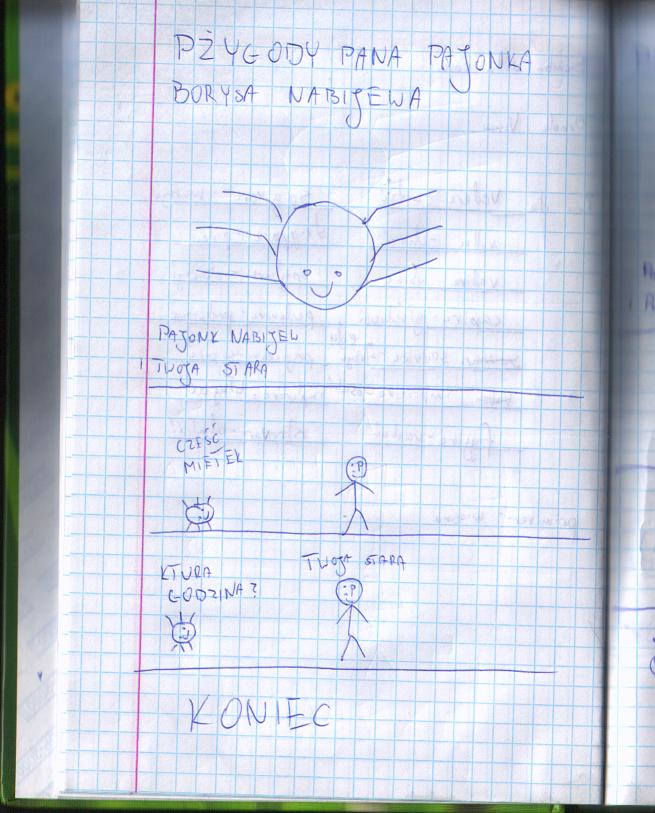 PŻYGODY PANA PAJONKA
BORYSA NABIJEWA
PAJONK NABIJEW
I TWOJA STARA
CZEŚĆ
MIETEK
KTURA
GODZINA?
TWOJA STARA
KONIEC